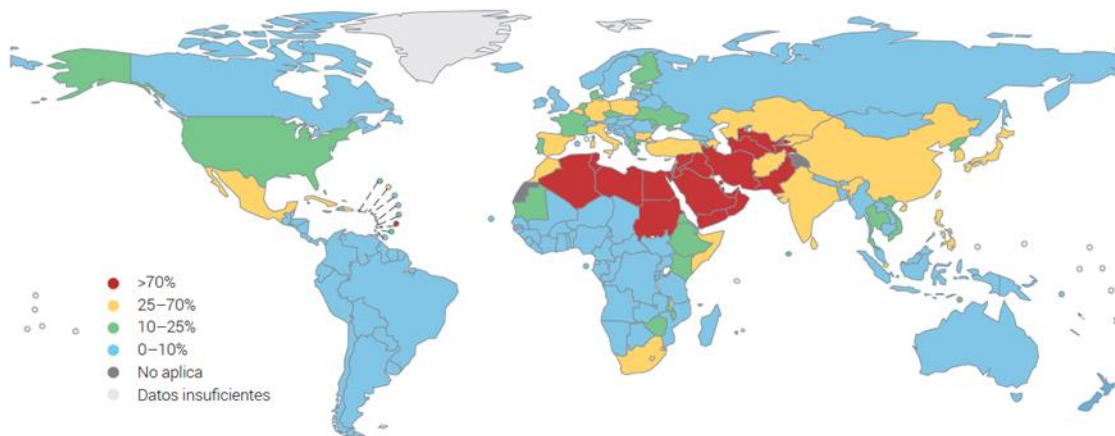 >70%
25–70%
10–25%
0–10%
No aplica
Datos insuficientes